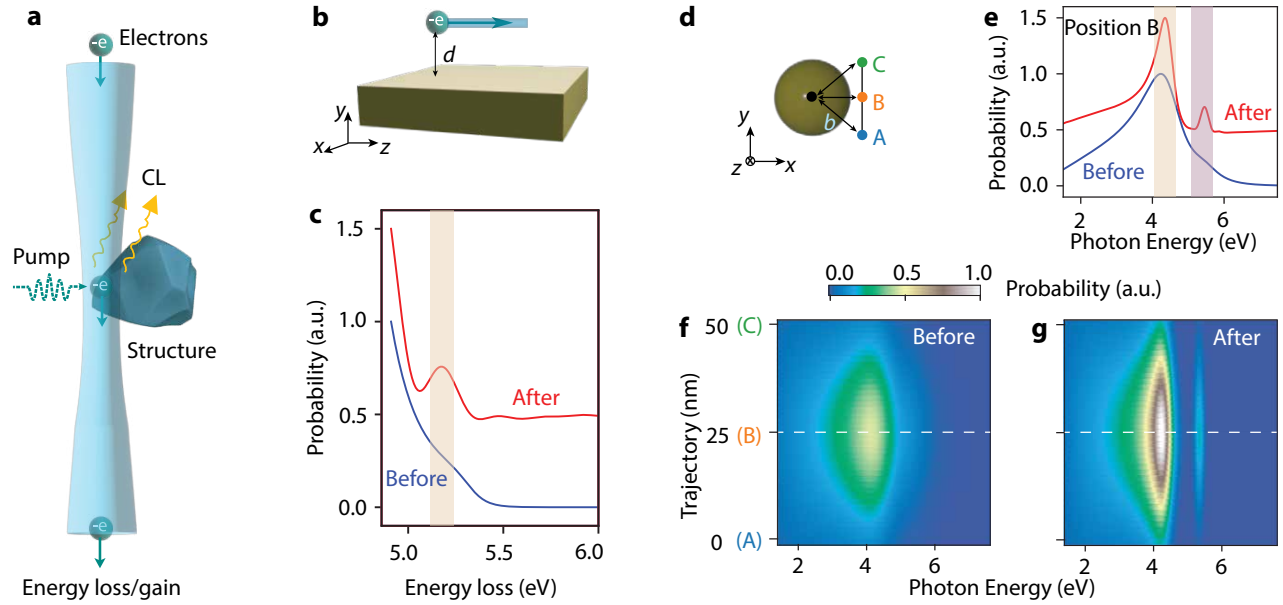 a
-e
Electrons
CL
Pump
-e
Structure
-e
Energy loss/gain
b
-e
d
y
x
z
c
1.5
1.0
0.5
0.0
Probability (a.u.)
After
Before
5.0 5.5 6.0
Energy loss (eV)
d
C
B
b
A
y
z
x
e
1.5
1.0
0.5
0.0
Probability (a.u.)
Position B
After
Before
2 4 6
Photon Energy (eV)
0.0 0.5 1.0
Probability (a.u.)
f
50 (C)
25 (B)
0 (A)
Trajectory (nm)
Before
2 4 6
g
After
2 4 6
Photon Energy (eV)